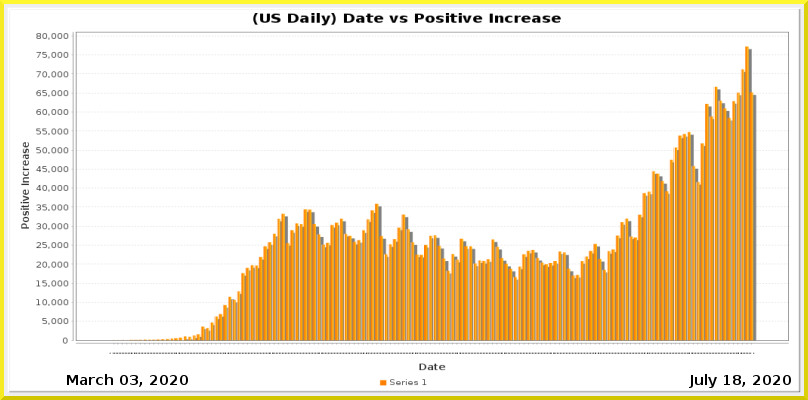 (US Daily) Date vs Positive Increase
80,000
75,000
70,000
65,000
60,000
55,000
50,000
45,000
40,000
35,000
30,000
25,000
20,000
15,000
10,000
5,000
0
Positive Increase
Date
March 03, 2020
Series 1
July 18, 2020